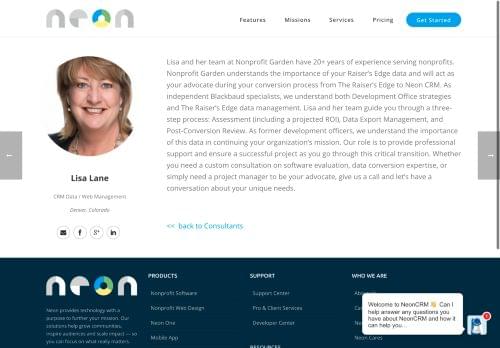 neon
Features
Missions
Services
Pricing
Get Started
Lisa and her team at Nonprofit Garden have 20+ years of experience serving nonprofits.
Nonprofit Garden understands the importance of your Raiser's Edge data and will act as
your advocate during your conversion process from The Raiser's Edge to Neon CRM. As
independent Blackbaud specialists, we understand both Development Office strategies
and The Raiser's Edge data management. Lisa and her team guide you through a three-
step process: Assessment (including a projected ROI), Data Export Management, and
Post-Conversion Review. As former development officers, we understand the importance
of this data in continuing your organization's mission. Our role is to provide professional
support and ensure a successful project as you go through this critical transition. Whether
you need a custom consultation on software evaluation, data conversion expertise, or
simply need a project manager to be your advocate, give us a call and let's have a
conversation about your unique needs.
Lisa Lane
CRM Data / Web Management
Denver, Colorado
<< back to Consultants
neon
Neon provides technology with a
purpose to further your mission. Our
solutions help grow communities,
inspire audiences and scale impact — so
you can focus on what really matters.
PRODUCTS
Nonprofit Software
Nonprofit Web Design
Neon One
Mobile App
SUPPORT
Support Center
Pro & Client Services
Developer Center
RESOURCES
WHO WE ARE
Neon Cares
Welcome to NeonCRM 👋 Can I
help answer any questions you
have about NeonCRM and how it
can help you...
1